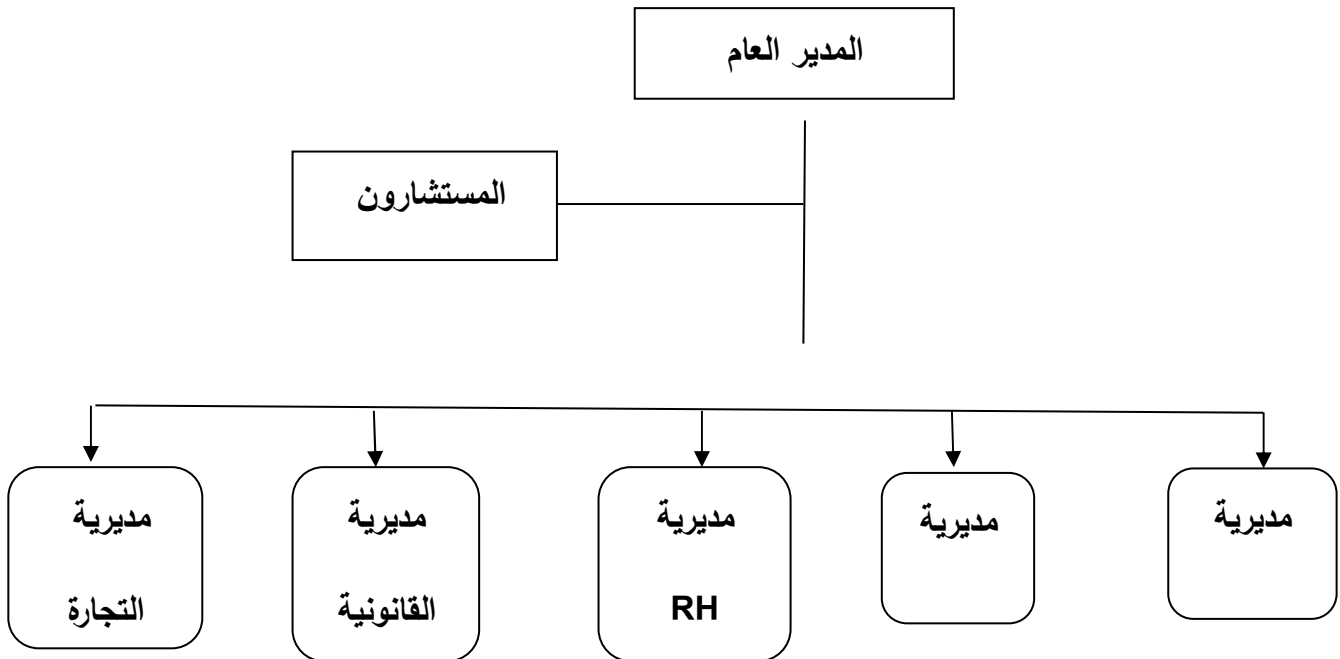 المدير العام
المستشارون
مديرية
مديرية
مديرية
RH
مديرية
القانونية
مديرية
التجارة